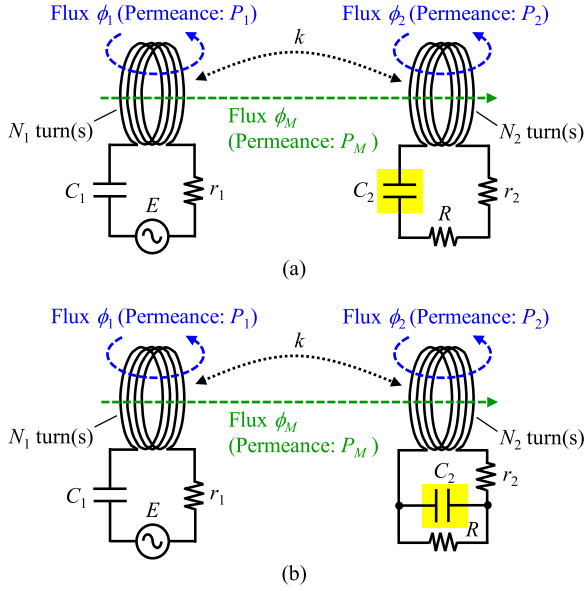 Flux ϕ1 (Permeance: P1)
Flux ϕ2 (Permeance: P2)
k
Flux ϕM
(Permeance: PM )
N1 turn(s)
N2 turn(s)
C1
r1
E
C2
r2
R
(a)
Flux ϕ1 (Permeance: P1)
Flux ϕ2 (Permeance: P2)
k
Flux ϕM
(Permeance: PM )
N1 turn(s)
N2 turn(s)
C1
r1
E
C2
r2
R
(b)